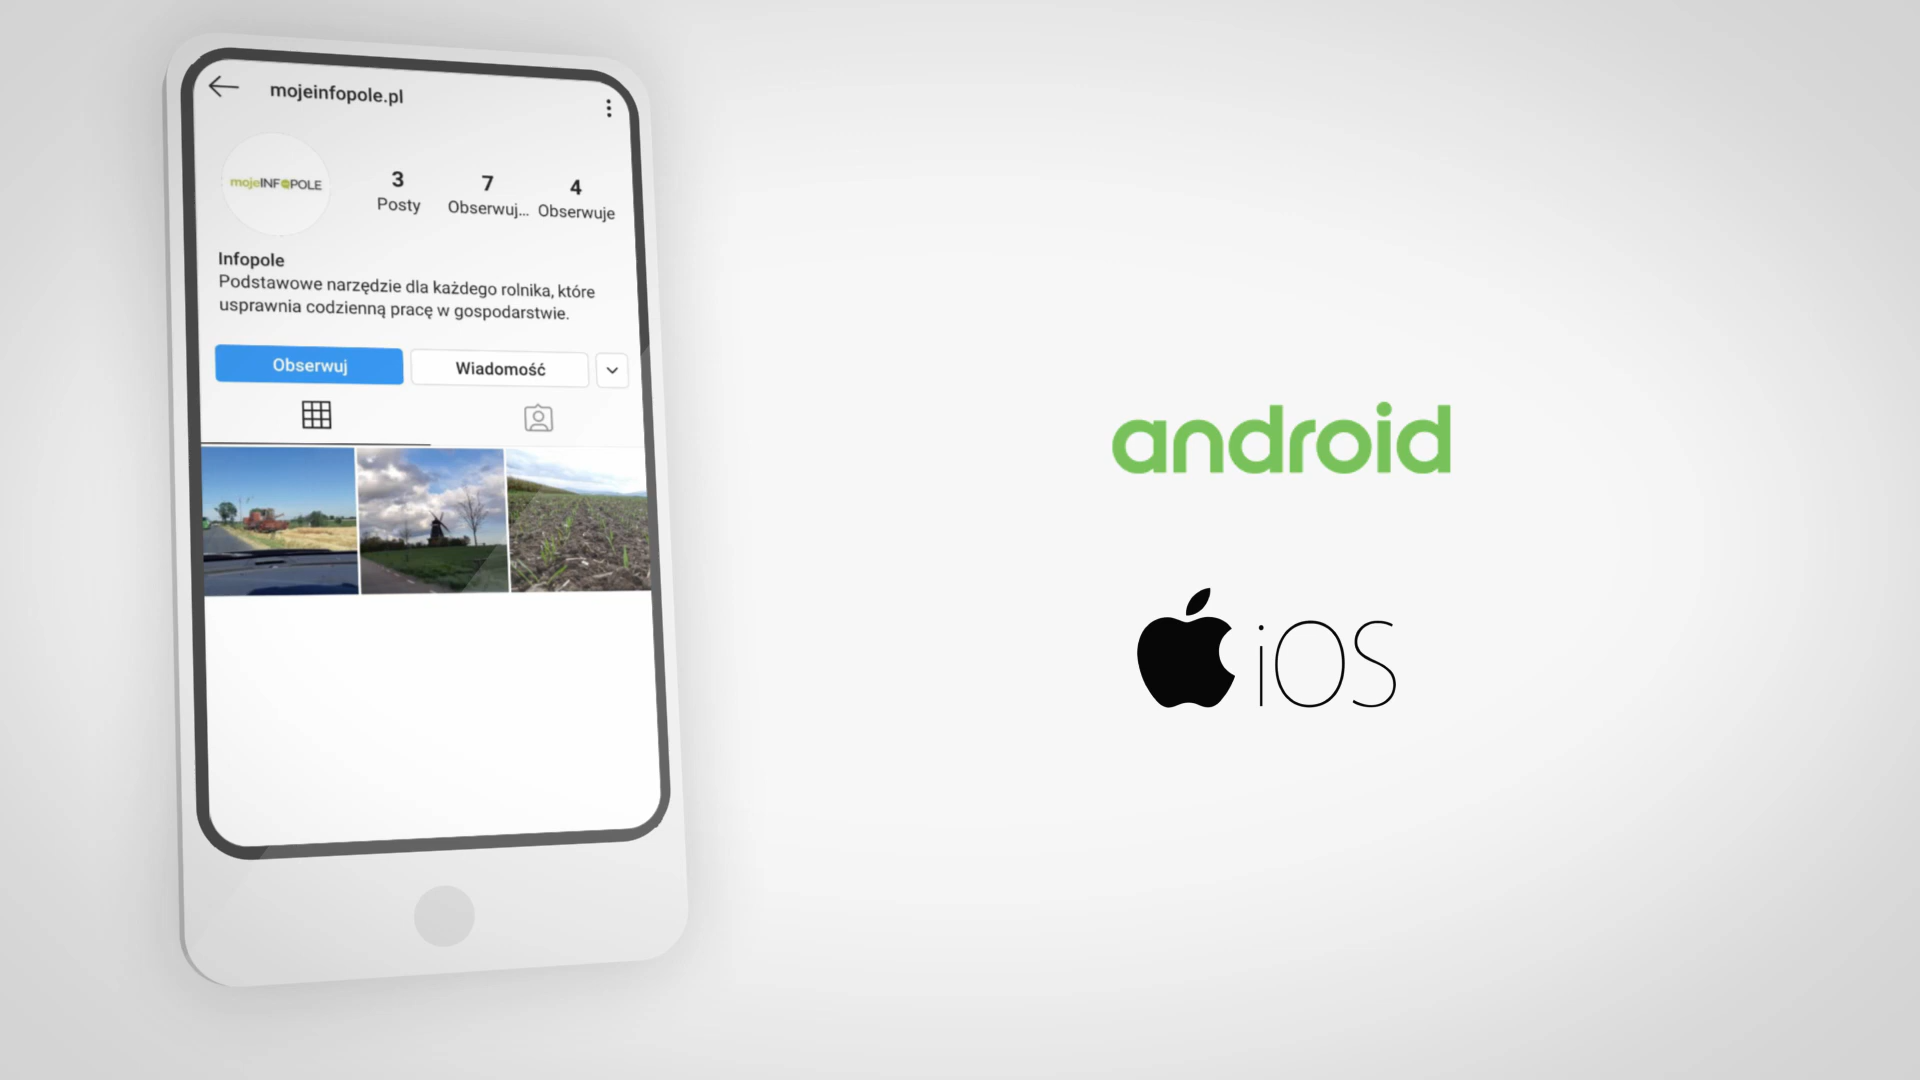 mojeinfopole.pl
mojeINFOPOLE
3
Posty
7
Obserwuj...
4
Obserwuje
Infopole
Podstawowe narzędzie dla każdego rolnika, które
usprawnia codzienną pracę w gospodarstwie.
Obserwuj
Wiadomość
android
iOS